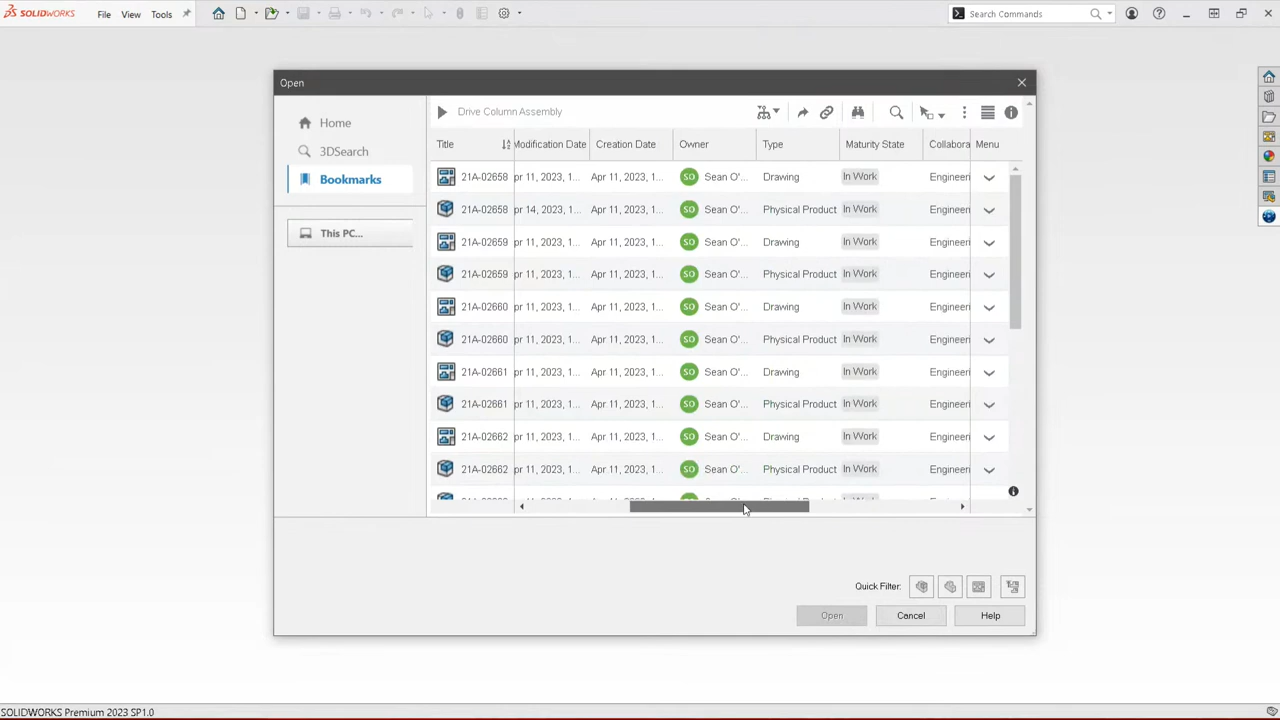 SOLIDWORKS File View Tools Search Commands
Open
Home
3DSearch
Bookmarks
This PC...
Drive Column Assembly
Title Modification Date Creation Date Owner Type Maturity State Collabora Menu
21A-02658 pr 11, 2023, 1... Apr 11, 2023, 1... SO Sean O'... Drawing In Work Engineeri
21A-02658 pr 14, 2023, 1... Apr 11, 2023, 1... SO Sean O'... Physical Product In Work Engineeri
21A-02659 pr 11, 2023, 1... Apr 11, 2023, 1... SO Sean O'... Drawing In Work Engineeri
21A-02659 pr 11, 2023, 1... Apr 11, 2023, 1... SO Sean O'... Physical Product In Work Engineeri
21A-02660 pr 11, 2023, 1... Apr 11, 2023, 1... SO Sean O'... Drawing In Work Engineeri
21A-02660 pr 11, 2023, 1... Apr 11, 2023, 1... SO Sean O'... Physical Product In Work Engineeri
21A-02661 pr 11, 2023, 1... Apr 11, 2023, 1... SO Sean O'... Drawing In Work Engineeri
21A-02661 pr 11, 2023, 1... Apr 11, 2023, 1... SO Sean O'... Physical Product In Work Engineeri
21A-02662 pr 11, 2023, 1... Apr 11, 2023, 1... SO Sean O'... Drawing In Work Engineeri
21A-02662 pr 11, 2023, 1... Apr 11, 2023, 1... SO Sean O'... Physical Product In Work Engineeri
Quick Filter:
Open Cancel Help
SOLIDWORKS Premium 2023 SP1.0